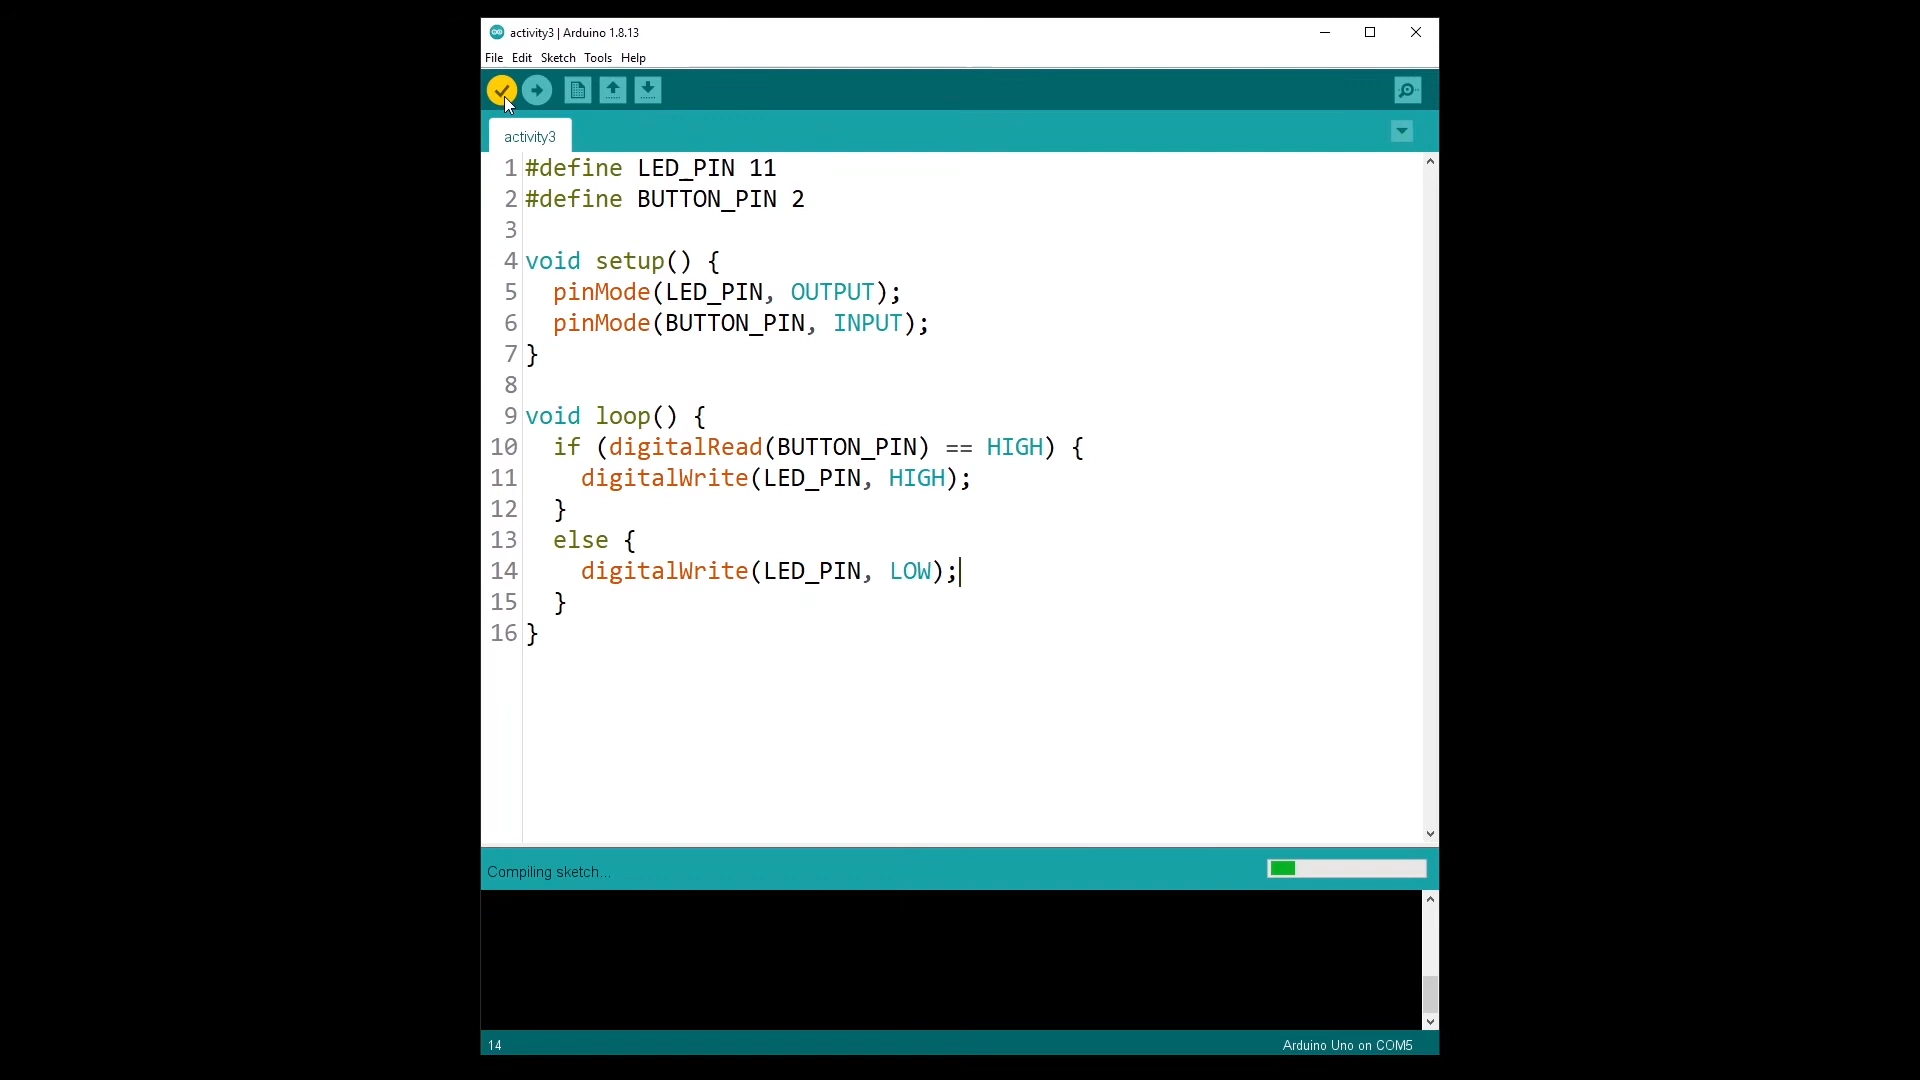 activity3 | Arduino 1.8.13
File Edit Sketch Tools Help
activity3
1 #define LED_PIN 11
2 #define BUTTON_PIN 2
3
4 void setup() {
5   pinMode(LED_PIN, OUTPUT);
6   pinMode(BUTTON_PIN, INPUT);
7 }
8
9 void loop() {
10   if (digitalRead(BUTTON_PIN) == HIGH) {
11     digitalWrite(LED_PIN, HIGH);
12   }
13   else {
14     digitalWrite(LED_PIN, LOW);
15   }
16 }
Compiling sketch...
14 Arduino Uno on COM5